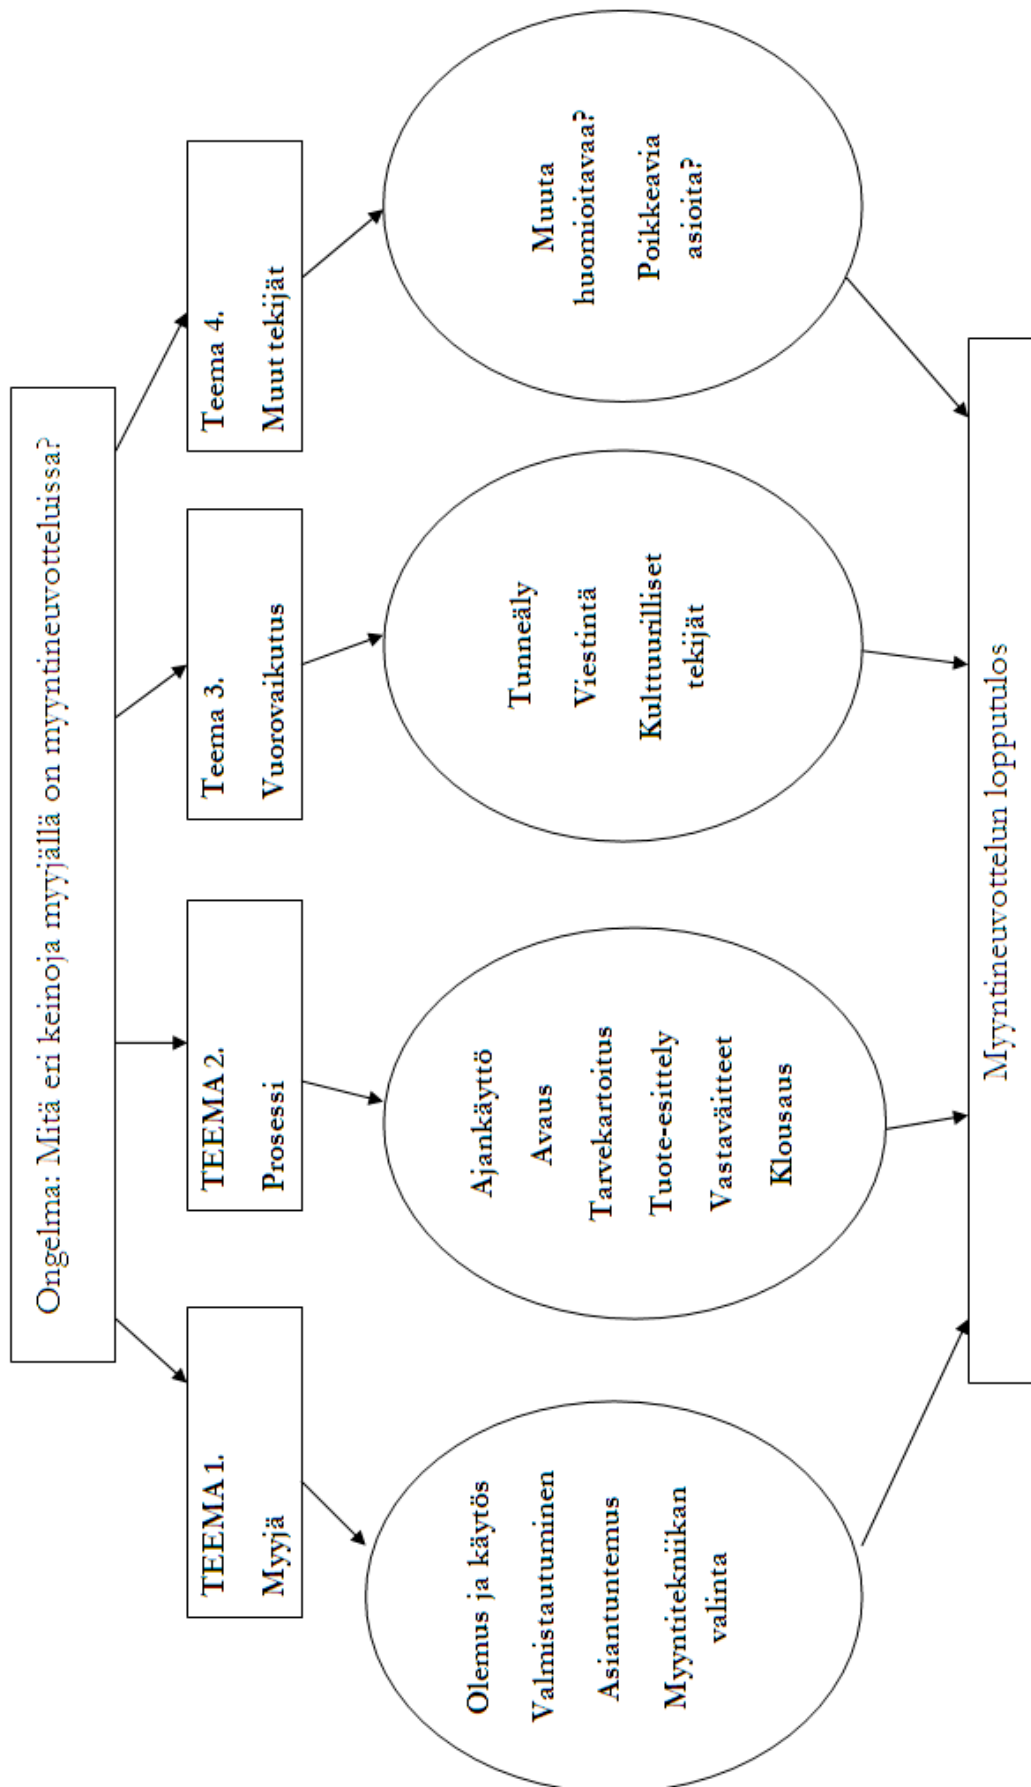 Ongelma: Mitä eri keinoja myyjällä on myyntineuvotteluissa?
TEEMA 1.
Myyjä
TEEMA 2.
Prosessi
Teema 3.
Vuorovaikutus
Teema 4.
Muut tekijät
Olemus ja käytös
Valmistautuminen
Asiantuntemus
Myyntitekniikan
valinta
Ajankäyttö
Avaus
Tarvekartoitus
Tuote-esittely
Vastaväitteet
Klousaus
Tunneäly
Viestintä
Kulttuurilliset
tekijät
Muuta
huomioitavaa?
Poikkeavia
asioita?
Myyntineuvottelun lopputulos